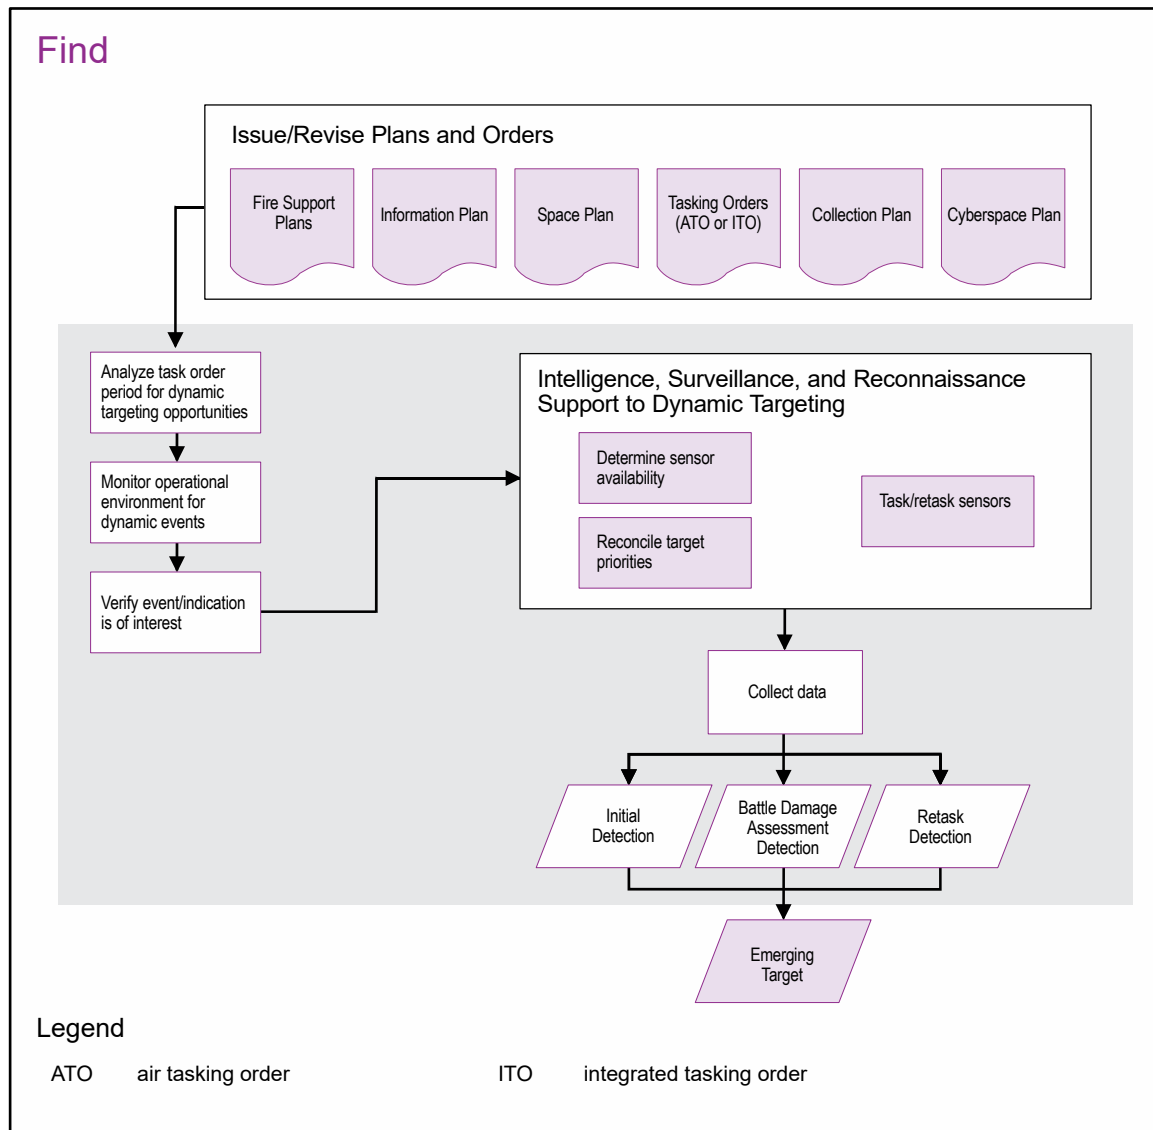 Find
Issue/Revise Plans and Orders
Fire Support
Plans
Information Plan
Space Plan
Tasking Orders
(ATO or ITO)
Collection Plan
Cyberspace Plan
Analyze task order
period for dynamic
targeting opportunities
Monitor operational
environment for
dynamic events
Verify event/indication
is of interest
Intelligence, Surveillance, and Reconnaissance
Support to Dynamic Targeting
Determine sensor
availability
Reconcile target
priorities
Task/retask sensors
Collect data
Initial
Detection
Battle Damage
Assessment
Detection
Retask
Detection
Emerging
Target
Legend
ATO air tasking order
ITO integrated tasking order